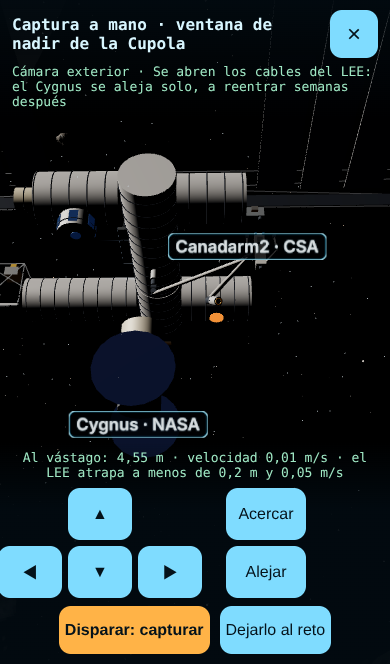 Captura a mano · ventana de
nadir de la Cupola
✕
Cámara exterior · Se abren los cables del LEE:
el Cygnus se aleja solo, a reentrar semanas
después
Canadarm2 · CSA
Cygnus · NASA
Al vástago: 4,55 m · velocidad 0,01 m/s · el
LEE atrapa a menos de 0,2 m y 0,05 m/s
▲
Acercar
◀
▼
▶
Alejar
Disparar: capturar
Dejarlo al reto